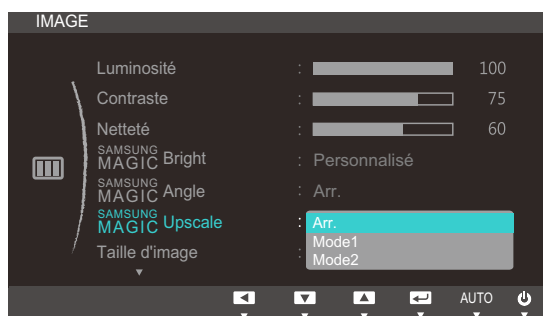 IMAGE
Luminosité : 100
Contraste : 75
Netteté : 60
SAMSUNG MAGIC Bright : Personnalisé
SAMSUNG MAGIC Angle : Arr.
SAMSUNG MAGIC Upscale : Arr.
Mode1
Taille d'image : Mode2
AUTO